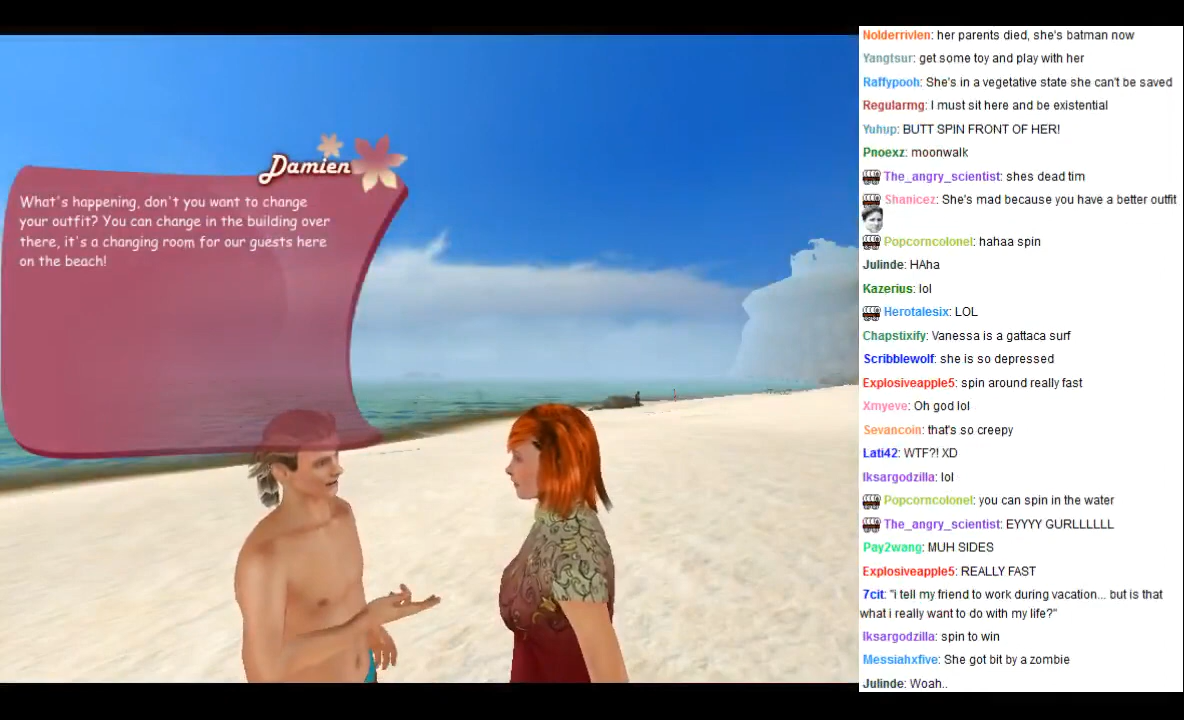 Damien
What's happening, don't you want to change
your outfit? You can change in the building over
there, it's a changing room for our guests here
on the beach!
Nolderrivlen: her parents died, she's batman now
Yangtsur: get some toy and play with her
Raffypooh: She's in a vegetative state she can't be saved
Regularmg: I must sit here and be existential
Yuhup: BUTT SPIN FRONT OF HER!
Pnoexz: moonwalk
The_angry_scientist: shes dead tim
Shanicez: She's mad because you have a better outfit
Popcorncolonel: hahaa spin
Julinde: HAha
Kazerius: lol
Herotalesix: LOL
Chapstixify: Vanessa is a gattaca surf
Scribblewolf: she is so depressed
Explosiveapple5: spin around really fast
Xmyeve: Oh god lol
Sevancoin: that's so creepy
Lati42: WTF?! XD
Iksargodzilla: lol
Popcorncolonel: you can spin in the water
The_angry_scientist: EYYYY GURLLLLLL
Pay2wang: MUH SIDES
Explosiveapple5: REALLY FAST
7cit: "i tell my friend to work during vacation... but is that
what i really want to do with my life?"
Iksargodzilla: spin to win
Messiahxfive: She got bit by a zombie
Julinde: Woah..